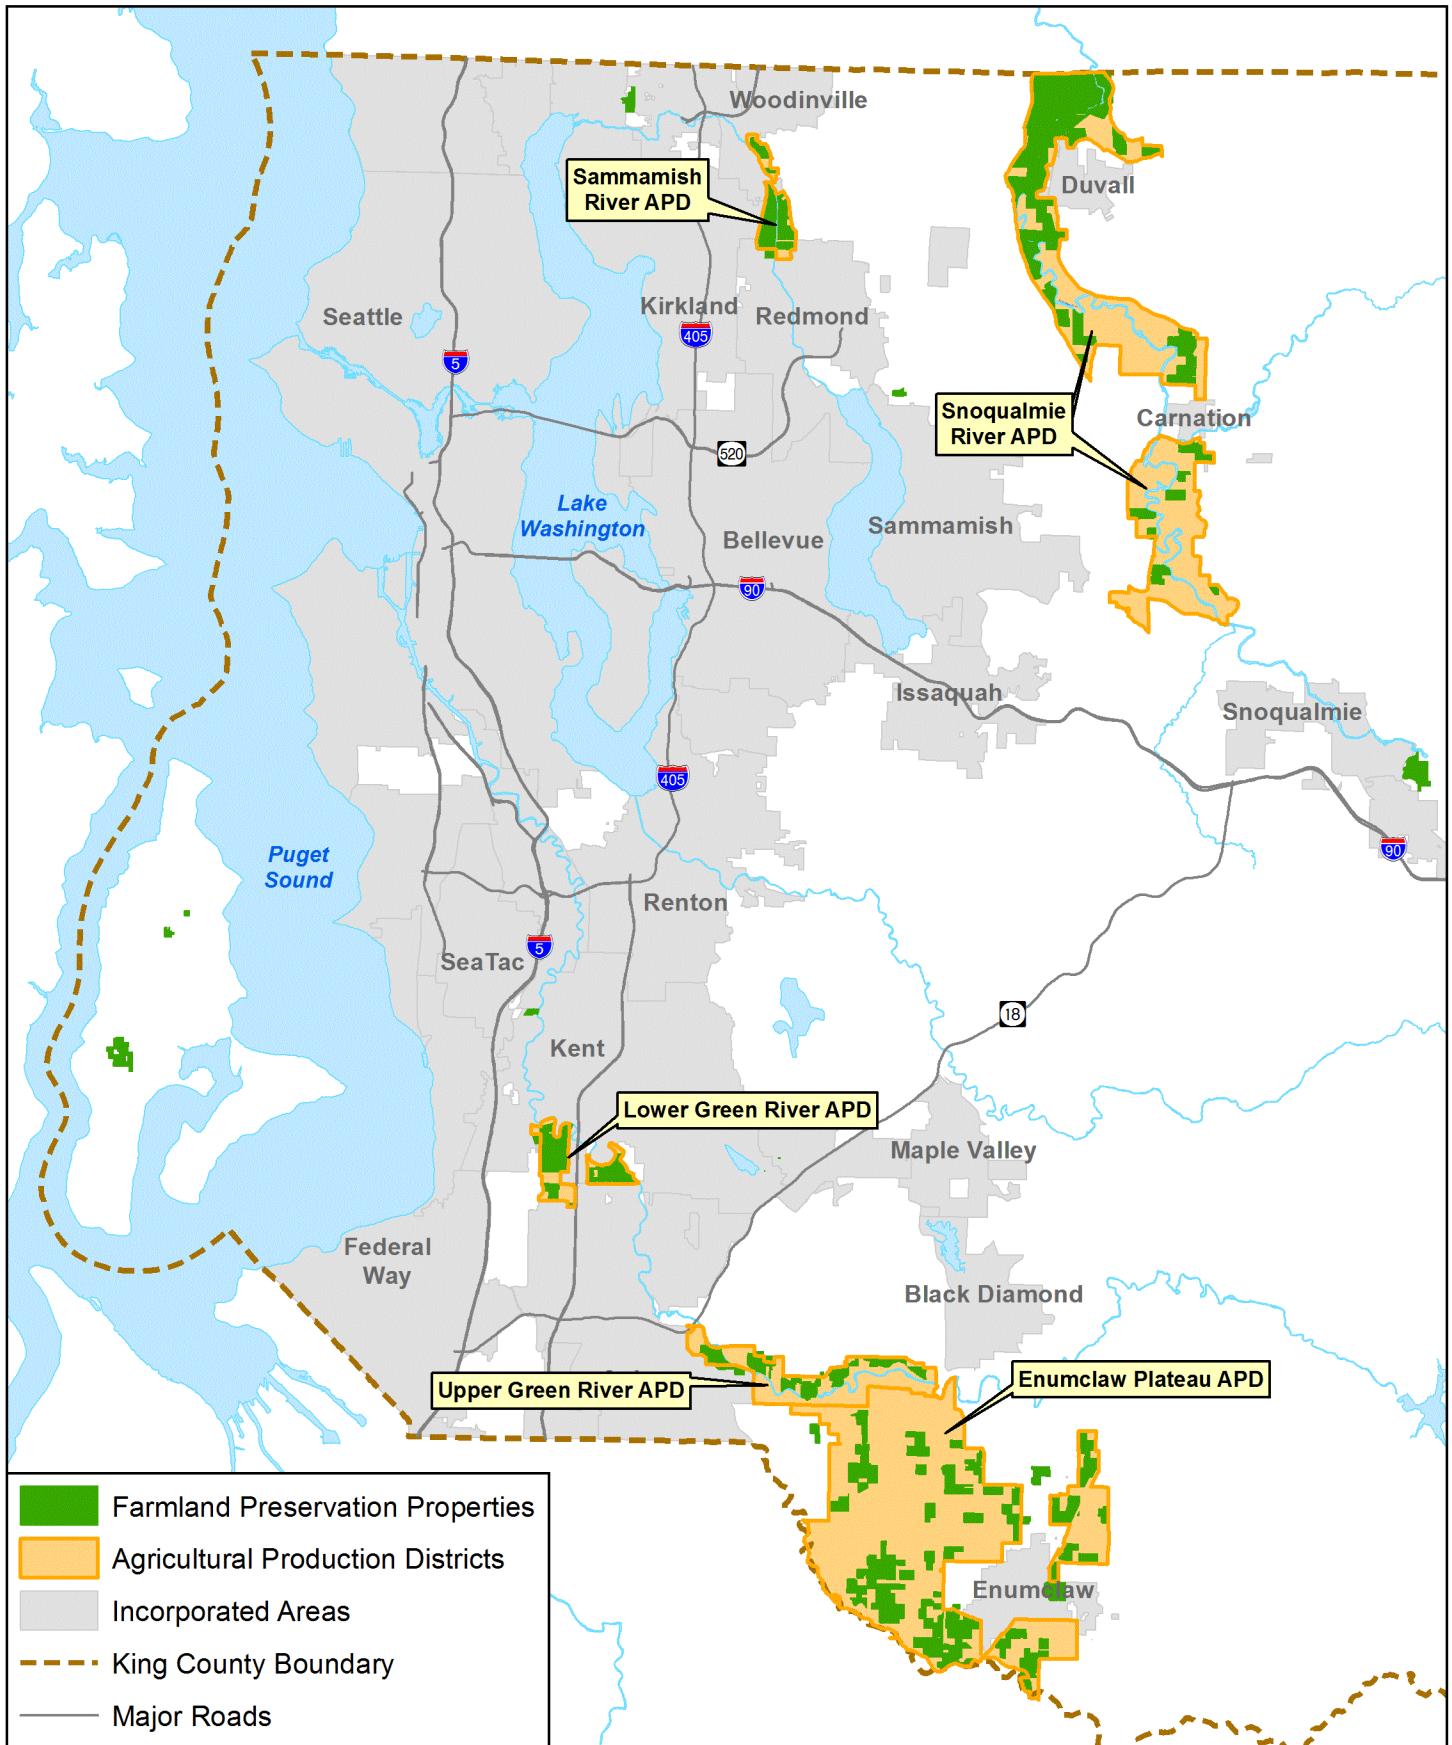 Woodinville
Sammamish
River APD
Duvall
Seattle
Kirkland
Redmond
405
5
Snoqualmie
River APD
Carnation
520
Lake
Washington
Bellevue
Sammamish
90
Issaquah
Snoqualmie
405
90
Puget
Sound
Renton
SeaTac
5
18
Kent
Lower Green River APD
Maple Valley
Federal
Way
Black Diamond
Upper Green River APD
Enumclaw Plateau APD
Enumclaw
Farmland Preservation Properties
Agricultural Production Districts
Incorporated Areas
King County Boundary
Major Roads